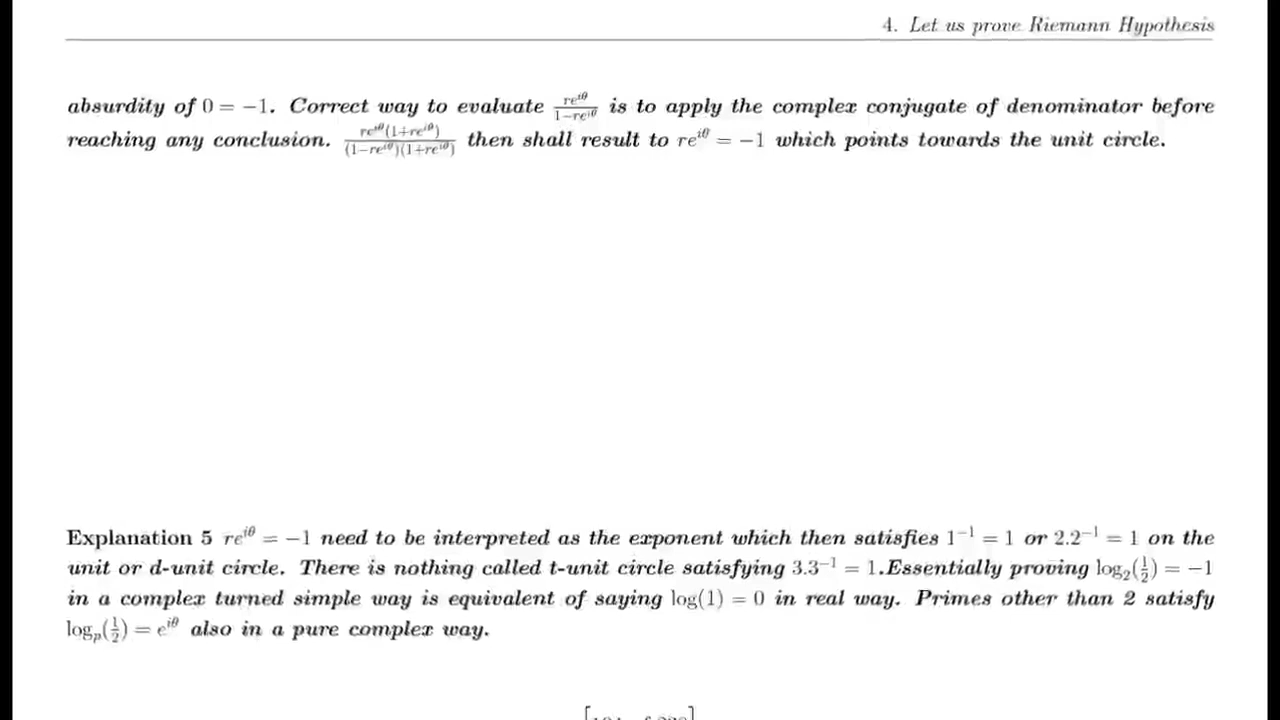 4. Let us prove Riemann Hypothesis
absurdity of 0 = −1. Correct way to evaluate re^{iθ}/(1−re^{iθ}) is to apply the complex conjugate of denominator before
reaching any conclusion. re^{iθ}(1+re^{iθ})/((1−re^{iθ})(1+re^{iθ})) then shall result to re^{iθ} = −1 which points towards the unit circle.
Explanation 5 re^{iθ} = −1 need to be interpreted as the exponent which then satisfies 1^{−1} = 1 or 2.2^{−1} = 1 on the
unit or d-unit circle. There is nothing called t-unit circle satisfying 3.3^{−1} = 1.Essentially proving log₂(1/2) = −1
in a complex turned simple way is equivalent of saying log(1) = 0 in real way. Primes other than 2 satisfy
log_p(1/2) = e^{iθ} also in a pure complex way.